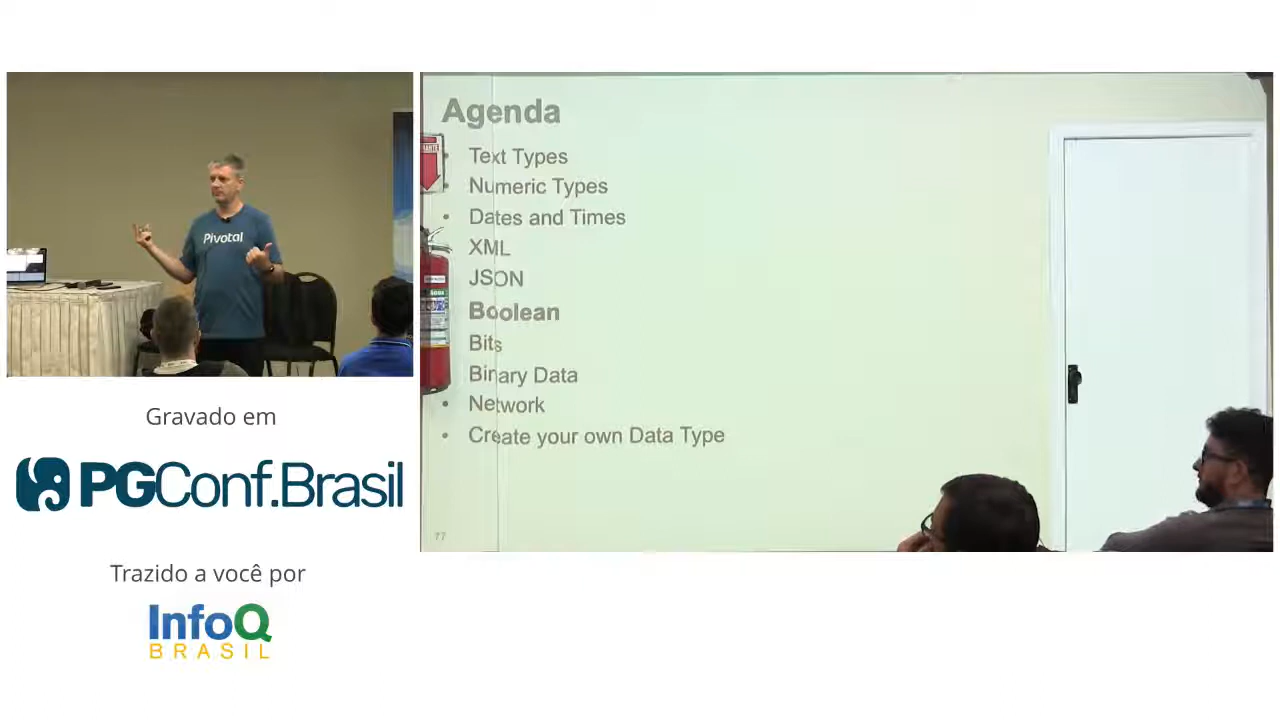 Pivotal
Gravado em
PGConf.Brasil
Trazido a você por
InfoQ
BRASIL
Agenda
• Text Types
• Numeric Types
• Dates and Times
XML
JSON
Boolean
Bits
Binary Data
• Network
• Create your own Data Type
77